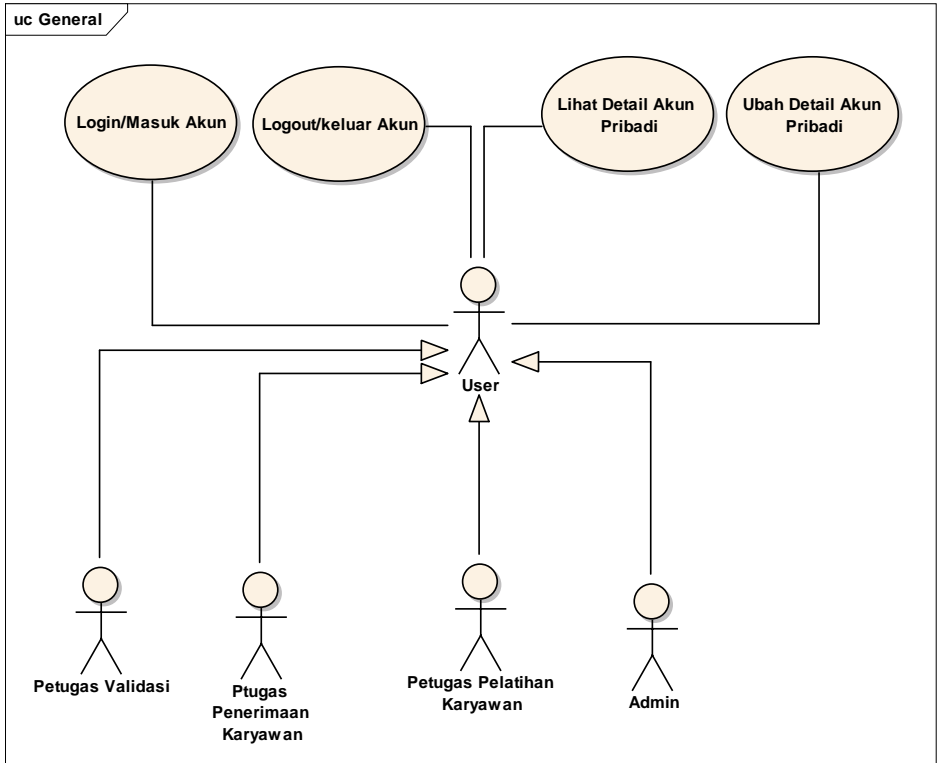 uc General
Login/Masuk Akun
Logout/keluar Akun
Lihat Detail Akun
Pribadi
Ubah Detail Akun
Pribadi
User
Petugas Validasi
Ptugas
Penerimaan
Karyawan
Petugas Pelatihan
Karyawan
Admin